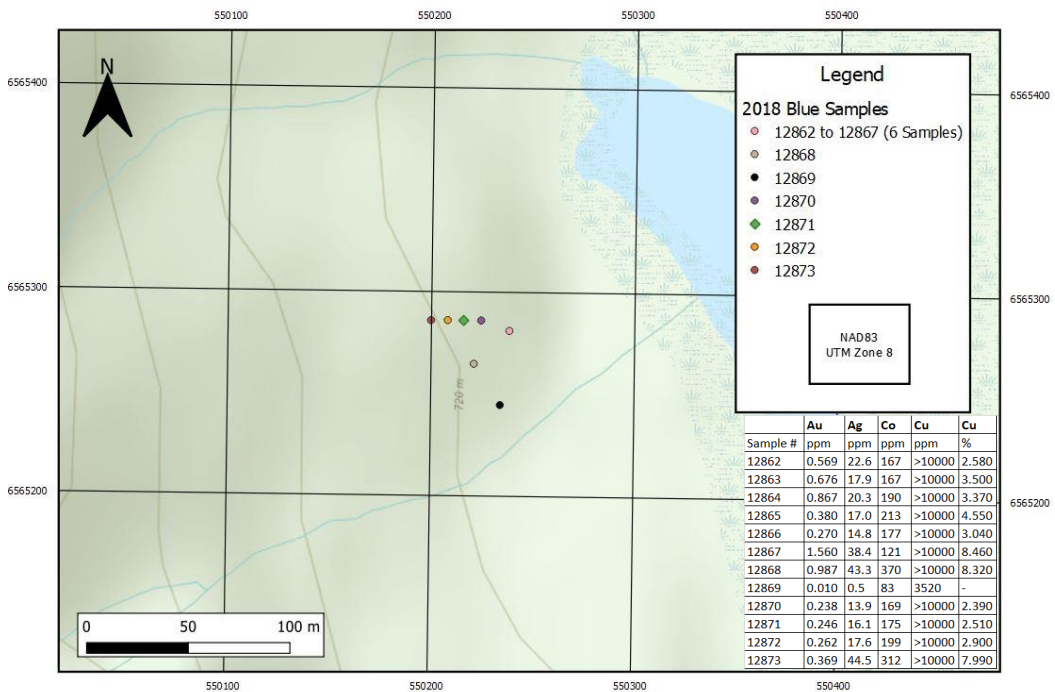 550100 550200 550300 550400
N
6565400 6565400
6565300 6565300
6565200 6565200
720 m
Legend
2018 Blue Samples
12862 to 12867 (6 Samples)
12868
12869
12870
12871
12872
12873
NAD83
UTM Zone 8
Au Ag Co Cu Cu
Sample # ppm ppm ppm ppm %
12862 0.569 22.6 167 >10000 2.580
12863 0.676 17.9 167 >10000 3.500
12864 0.867 20.3 190 >10000 3.370
12865 0.380 17.0 213 >10000 4.550
12866 0.270 14.8 177 >10000 3.040
12867 1.560 38.4 121 >10000 8.460
12868 0.987 43.3 370 >10000 8.320
12869 0.010 0.5 83 3520 -
12870 0.238 13.9 169 >10000 2.390
12871 0.246 16.1 175 >10000 2.510
12872 0.262 17.6 199 >10000 2.900
12873 0.369 44.5 312 >10000 7.990
0 50 100 m
550100 550200 550300 550400